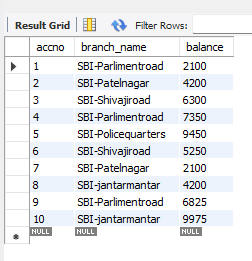 Result Grid Filter Rows:
accno branch_name balance
1 SBI-Parlimentroad 2100
2 SBI-Patelnagar 4200
3 SBI-Shivajiroad 6300
4 SBI-Parlimentroad 7350
5 SBI-Policequarters 9450
6 SBI-Shivajiroad 5250
7 SBI-Patelnagar 2100
8 SBI-jantarmantar 4200
9 SBI-Parlimentroad 6825
10 SBI-jantarmantar 9975
NULL NULL NULL